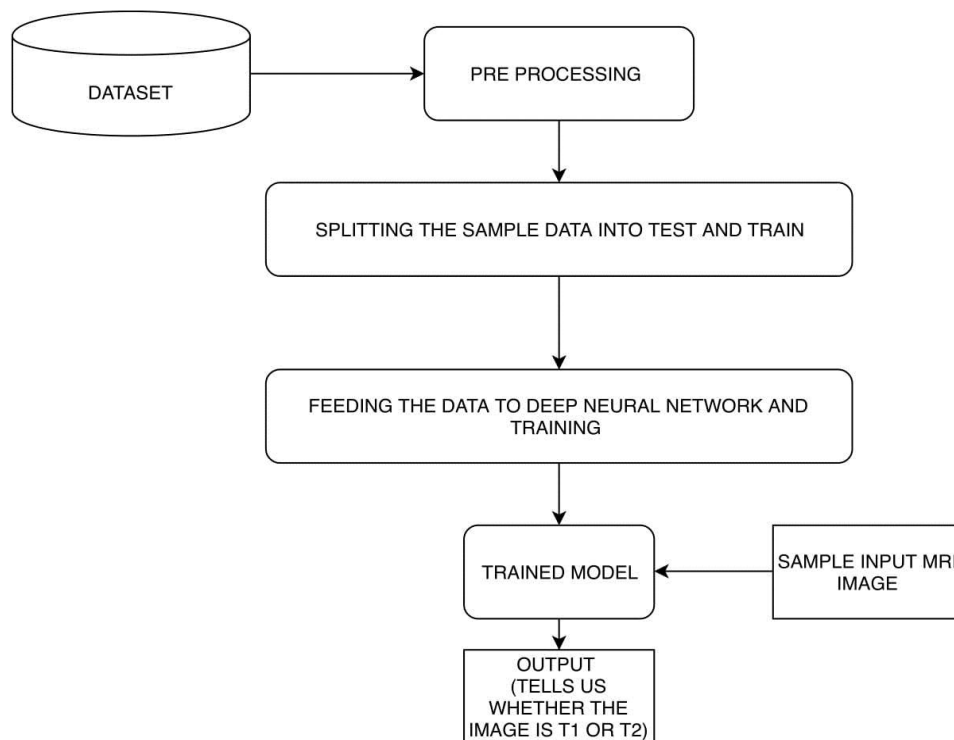 DATASET
PRE PROCESSING
SPLITTING THE SAMPLE DATA INTO TEST AND TRAIN
FEEDING THE DATA TO DEEP NEURAL NETWORK AND
TRAINING
TRAINED MODEL
SAMPLE INPUT MRI
IMAGE
OUTPUT
(TELLS US
WHETHER THE
IMAGE IS T1 OR T2)